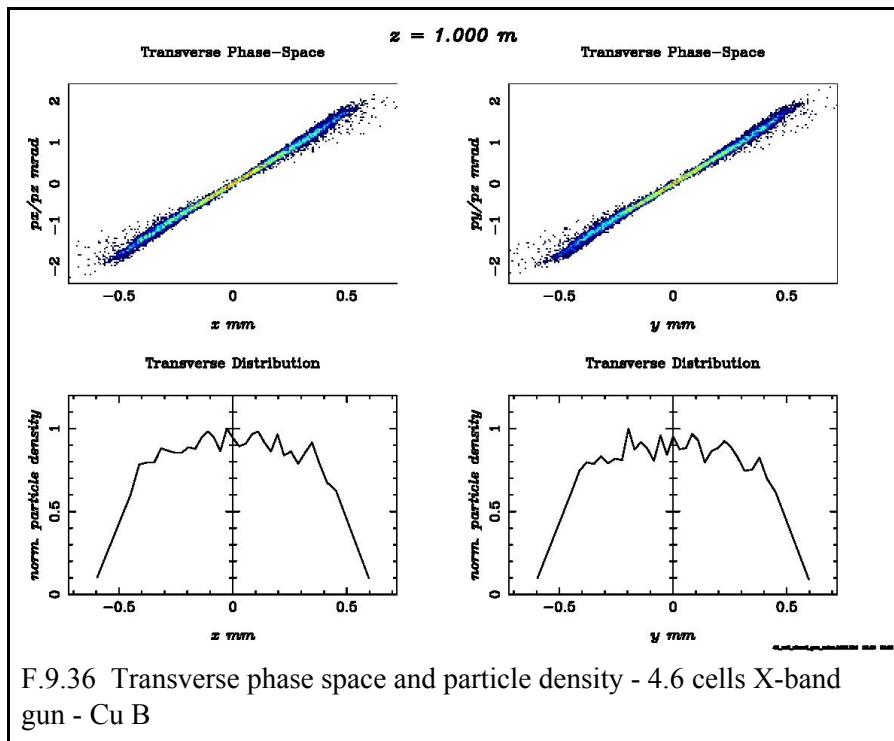 z = 1.000 m
Transverse Phase-Space
px/pz mrad
2
1
0
-1
-2
-0.5
0
0.5
x mm
Transverse Phase-Space
py/pz mrad
2
1
0
-1
-2
-0.5
0
0.5
y mm
Transverse Distribution
norm. particle density
1
0.5
0
-0.5
0
0.5
x mm
Transverse Distribution
norm. particle density
1
0.5
0
-0.5
0
0.5
y mm
F.9.36 Transverse phase space and particle density - 4.6 cells X-band
gun - Cu B